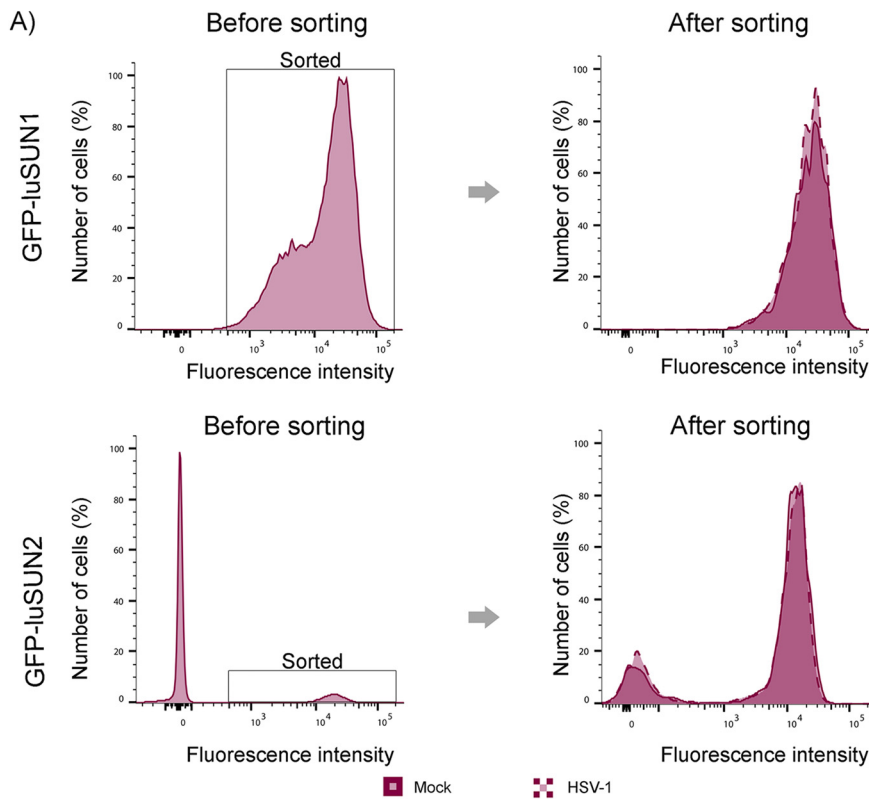 A)
Before sorting
After sorting
GFP-luSUN1
Number of cells (%)
Sorted
100
80
60
40
20
0
0
10³
10⁴
10⁵
Fluorescence intensity
Number of cells (%)
100
80
60
40
20
0
0
10³
10⁴
10⁵
Fluorescence intensity
Before sorting
After sorting
GFP-luSUN2
Number of cells (%)
Sorted
100
80
60
40
20
0
0
10³
10⁴
10⁵
Fluorescence intensity
Number of cells (%)
100
80
60
40
20
0
0
10³
10⁴
10⁵
Fluorescence intensity
Mock
HSV-1